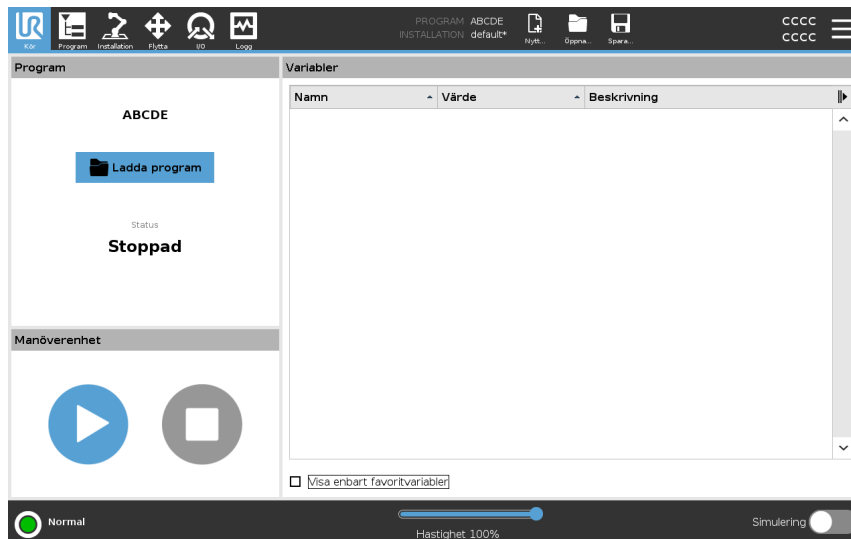 PROGRAM ABCDE
INSTALLATION default*
CCCC
CCCC
Kör Program Installation Flytta I/O Logg
Nytt... Öppna... Spara...
Program
ABCDE
Ladda program
Status
Stoppad
Manöverenhet
Variabler
Namn Värde Beskrivning
Visa enbart favoritvariabler
Normal
Hastighet 100%
Simulering